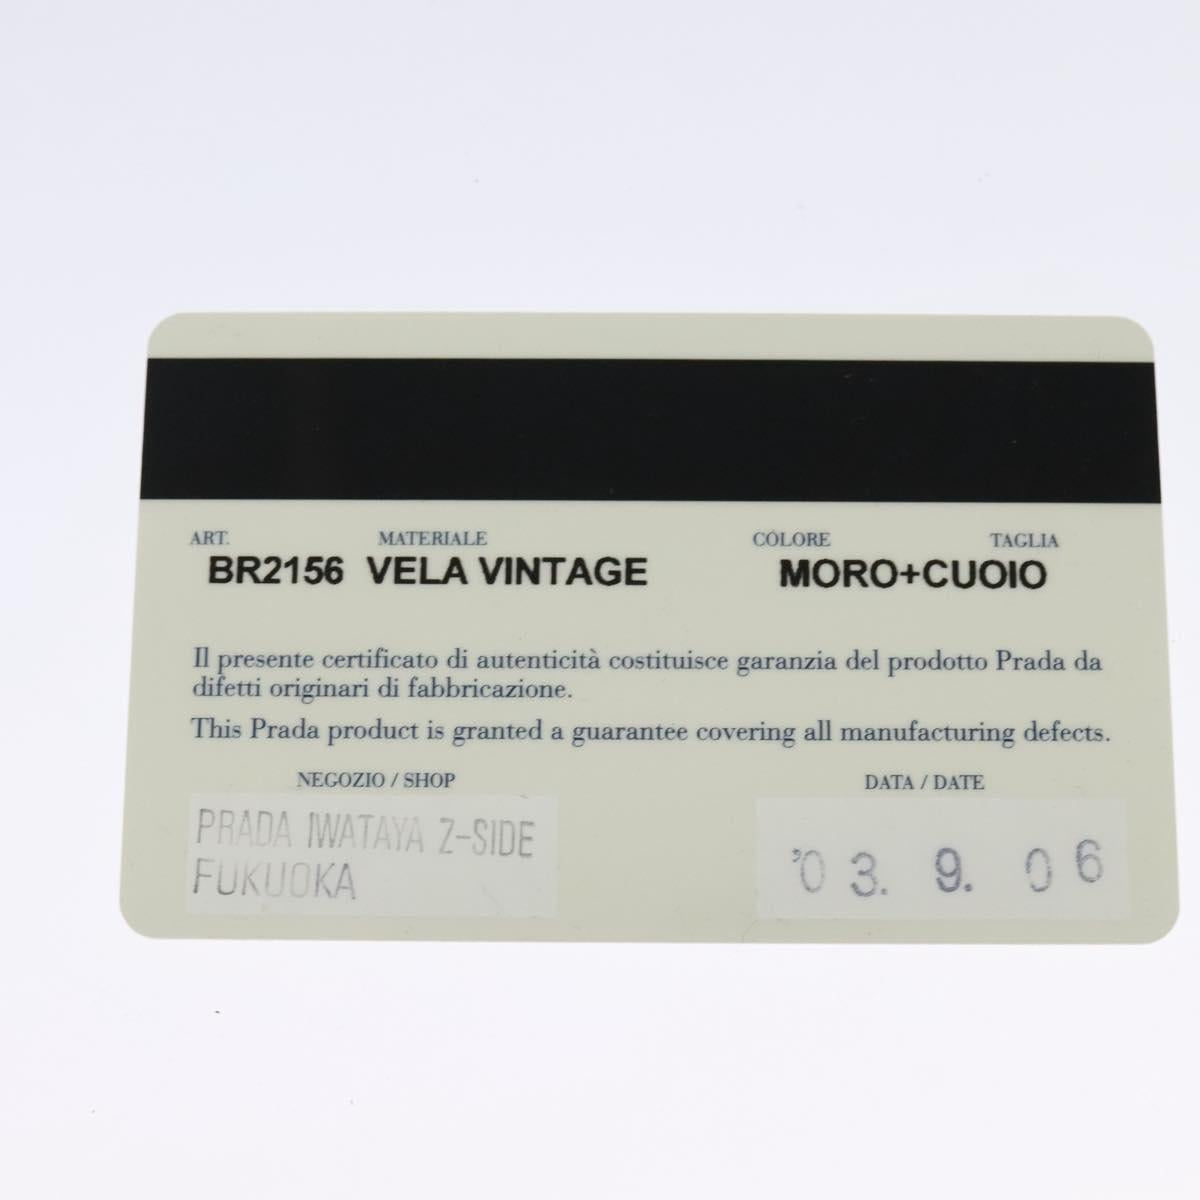 ART. MATERIALE COLORE TAGLIA
BR2156 VELA VINTAGE MORO+CUOIO
Il presente certificato di autenticità costituisce garanzia del prodotto Prada da
difetti originari di fabbricazione.
This Prada product is granted a guarantee covering all manufacturing defects.
NEGOZIO / SHOP DATA / DATE
PRADA IWATAYA Z-SIDE
FUKUOKA
'03. 9. 06